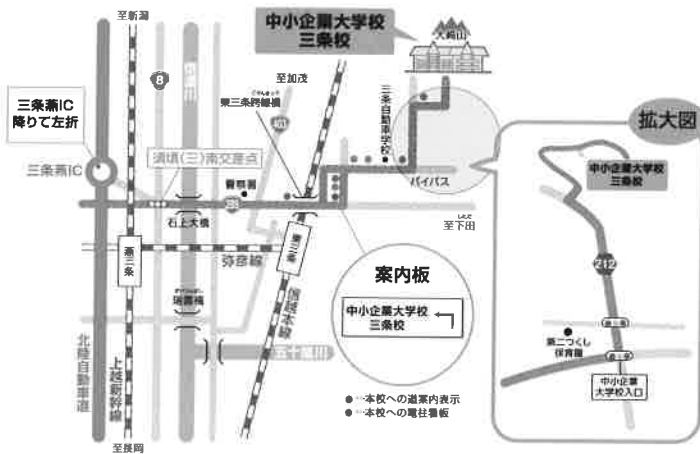 至新潟
中小企業大学校
三条校
大崎山
8
至加茂
東三条跨線橋
403
三条自動車学校
三条燕IC
降りて左折
三条燕IC
須頃(三)南交差点
警察署
289
石上大橋
バイパス
至下田
燕三条
弥彦線
東三条
瑞雲橋
信越本線
五十嵐川
北陸自動車道
上越新幹線
至長岡
案内板
中小企業大学校
三条校
●…本校への道案内表示
●…本校への電柱看板
拡大図
中小企業大学校
三条校
212
第二つくし
保育園
中小企業
大学校入口